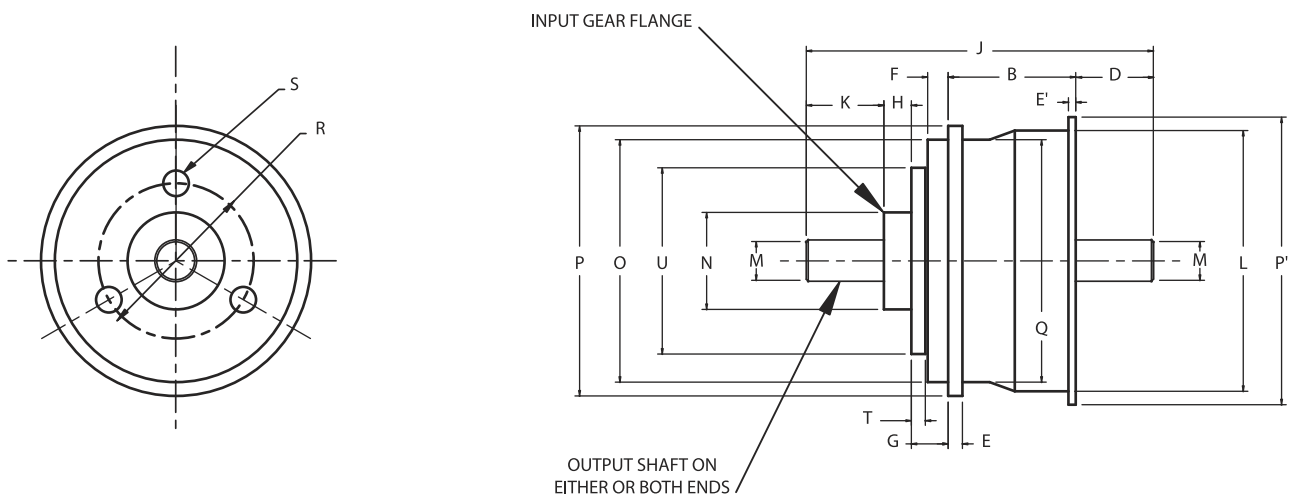 INPUT GEAR FLANGE
S
R
J
F
B
D
K
H
E'
P
O
U
N
M
M
L
P'
Q
T
G
E
OUTPUT SHAFT ON
EITHER OR BOTH ENDS